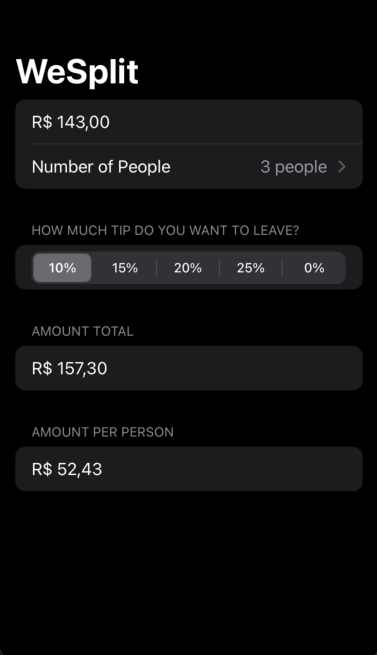 WeSplit
R$ 143,00
Number of People 3 people
HOW MUCH TIP DO YOU WANT TO LEAVE?
10% 15% 20% 25% 0%
AMOUNT TOTAL
R$ 157,30
AMOUNT PER PERSON
R$ 52,43